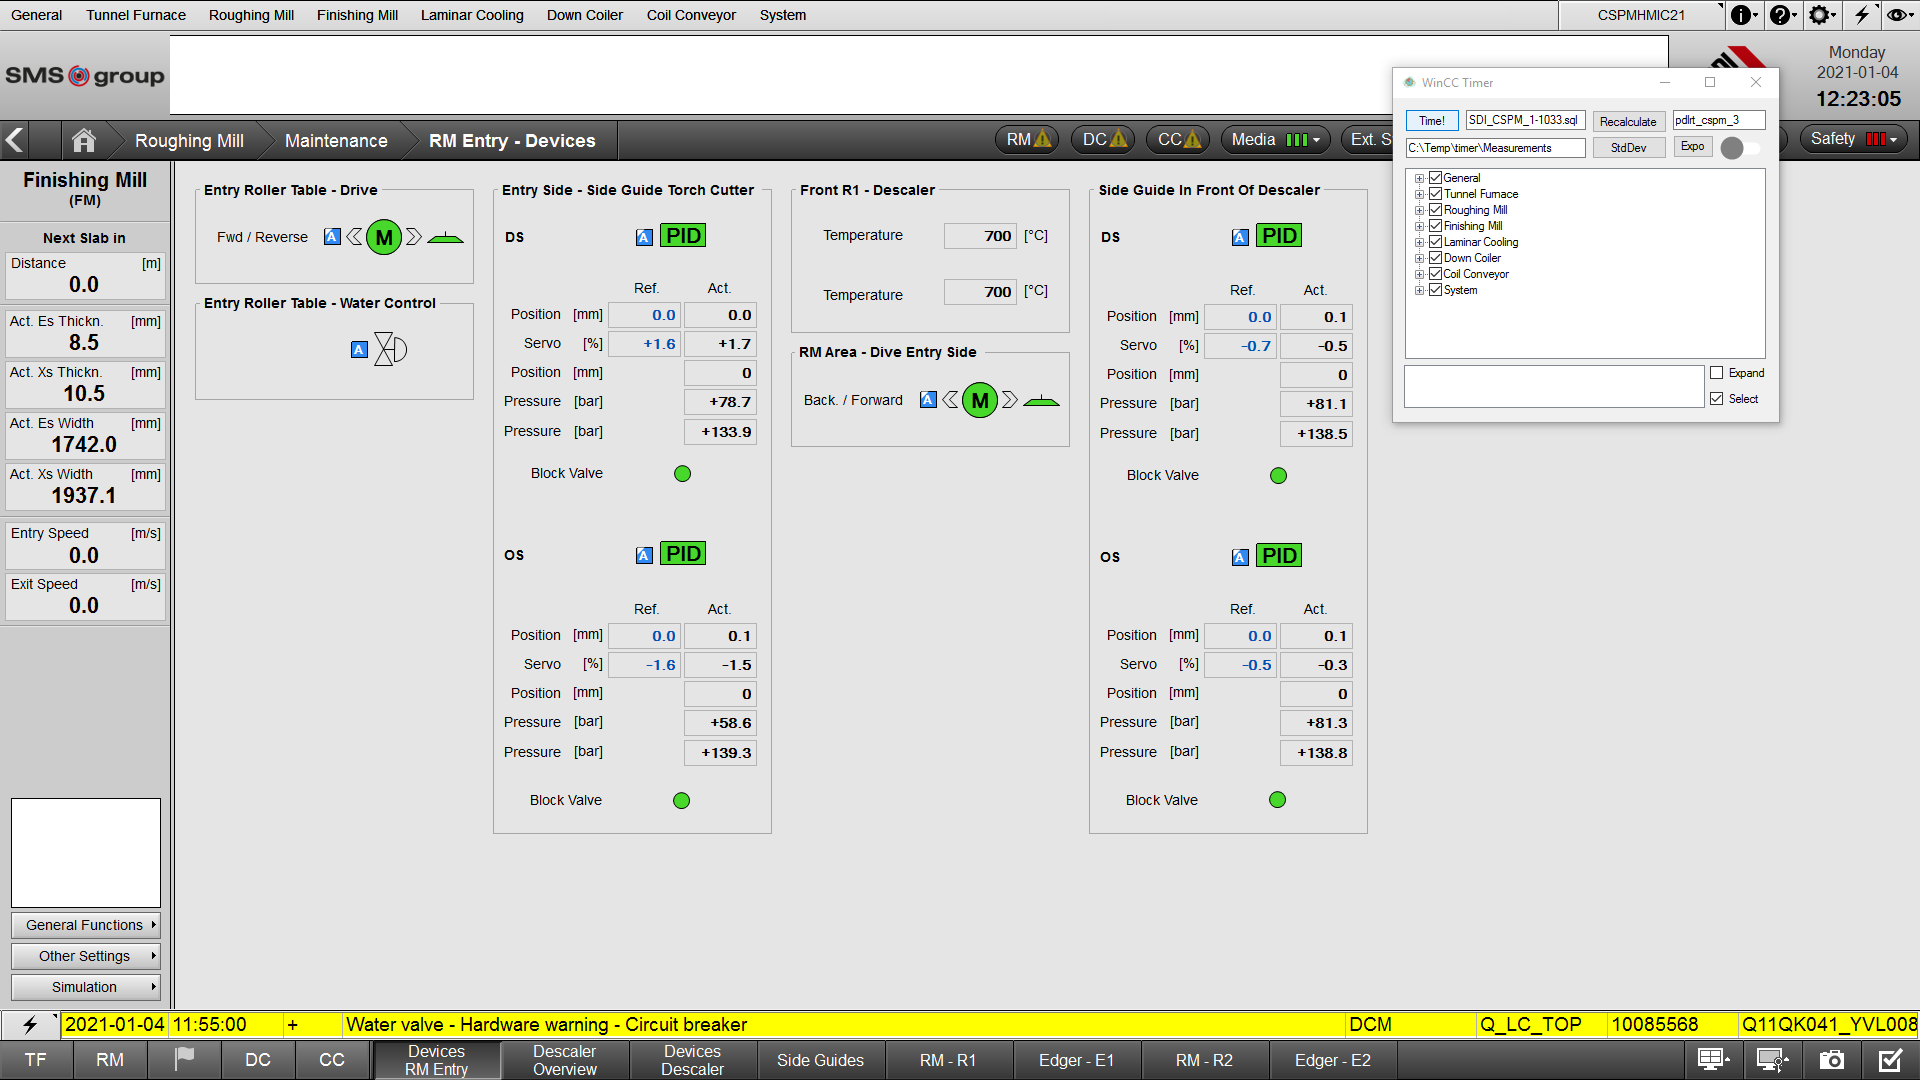 General Tunnel Furnace Roughing Mill Finishing Mill Laminar Cooling Down Coiler Coil Conveyor System CSPMHMIC21
SMS group
Monday
2021-01-04
12:23:05
Roughing Mill Maintenance RM Entry - Devices RM DC CC Media Ext. S Safety
WinCC Timer
Time! SDI_CSPM_1-1033.sql Recalculate pdlrt_cspm_3
C:\Temp\timer\Measurements StdDev Expo
General
Tunnel Furnace
Roughing Mill
Finishing Mill
Laminar Cooling
Down Coiler
Coil Conveyor
System
Expand
Select
Finishing Mill
(FM)
Next Slab in
Distance [m]
0.0
Act. Es Thickn. [mm]
8.5
Act. Xs Thickn. [mm]
10.5
Act. Es Width [mm]
1742.0
Act. Xs Width [mm]
1937.1
Entry Speed [m/s]
0.0
Exit Speed [m/s]
0.0
General Functions
Other Settings
Simulation
Entry Roller Table - Drive
Fwd / Reverse A M
Entry Roller Table - Water Control
A
Entry Side - Side Guide Torch Cutter
DS A PID
Ref. Act.
Position [mm] 0.0 0.0
Servo [%] +1.6 +1.7
Position [mm] 0
Pressure [bar] +78.7
Pressure [bar] +133.9
Block Valve
OS A PID
Ref. Act.
Position [mm] 0.0 0.1
Servo [%] -1.6 -1.5
Position [mm] 0
Pressure [bar] +58.6
Pressure [bar] +139.3
Block Valve
Front R1 - Descaler
Temperature 700 [°C]
Temperature 700 [°C]
RM Area - Dive Entry Side
Back. / Forward A M
Side Guide In Front Of Descaler
DS A PID
Ref. Act.
Position [mm] 0.0 0.1
Servo [%] -0.7 -0.5
Position [mm] 0
Pressure [bar] +81.1
Pressure [bar] +138.5
Block Valve
OS A PID
Ref. Act.
Position [mm] 0.0 0.1
Servo [%] -0.5 -0.3
Position [mm] 0
Pressure [bar] +81.3
Pressure [bar] +138.8
Block Valve
2021-01-04 11:55:00 + Water valve - Hardware warning - Circuit breaker DCM Q_LC_TOP 10085568 Q11QK041_YVL008
TF RM DC CC Devices RM Entry Descaler Overview Devices Descaler Side Guides RM - R1 Edger - E1 RM - R2 Edger - E2